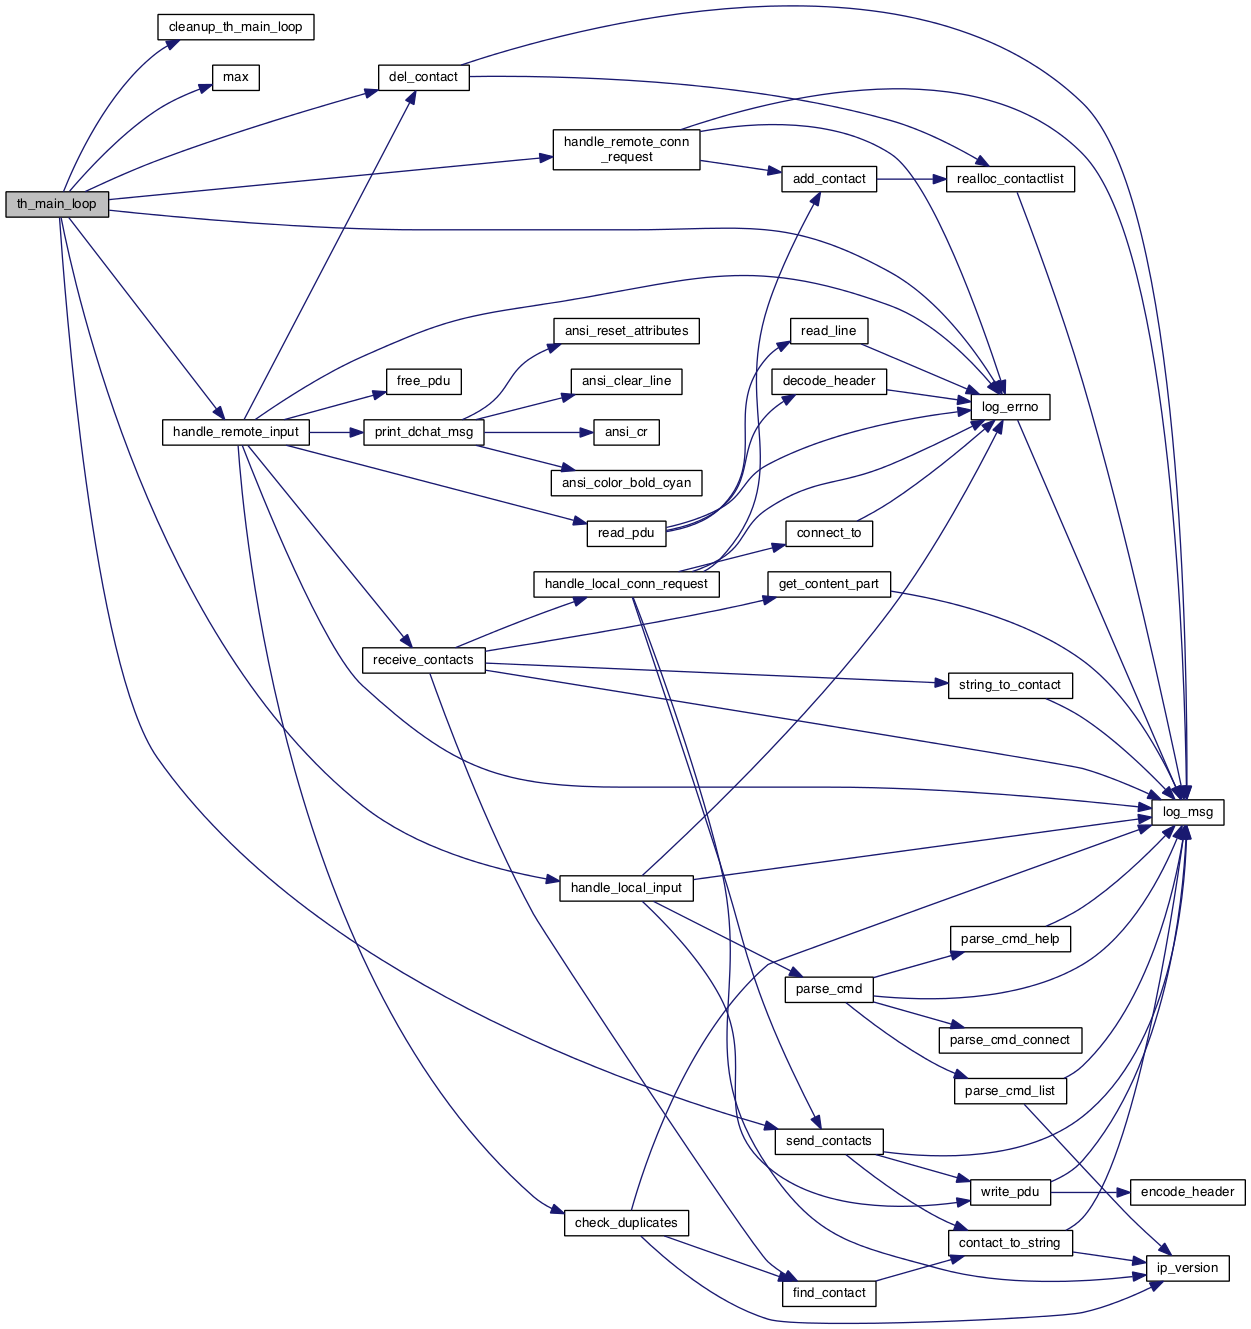 cleanup_th_main_loop
max
del_contact
handle_remote_conn
_request
add_contact
realloc_contactlist
th_main_loop
ansi_reset_attributes
read_line
free_pdu
ansi_clear_line
decode_header
log_errno
handle_remote_input
print_dchat_msg
ansi_cr
ansi_color_bold_cyan
read_pdu
connect_to
handle_local_conn_request
get_content_part
receive_contacts
string_to_contact
log_msg
handle_local_input
parse_cmd_help
parse_cmd
parse_cmd_connect
parse_cmd_list
send_contacts
write_pdu
encode_header
check_duplicates
contact_to_string
ip_version
find_contact